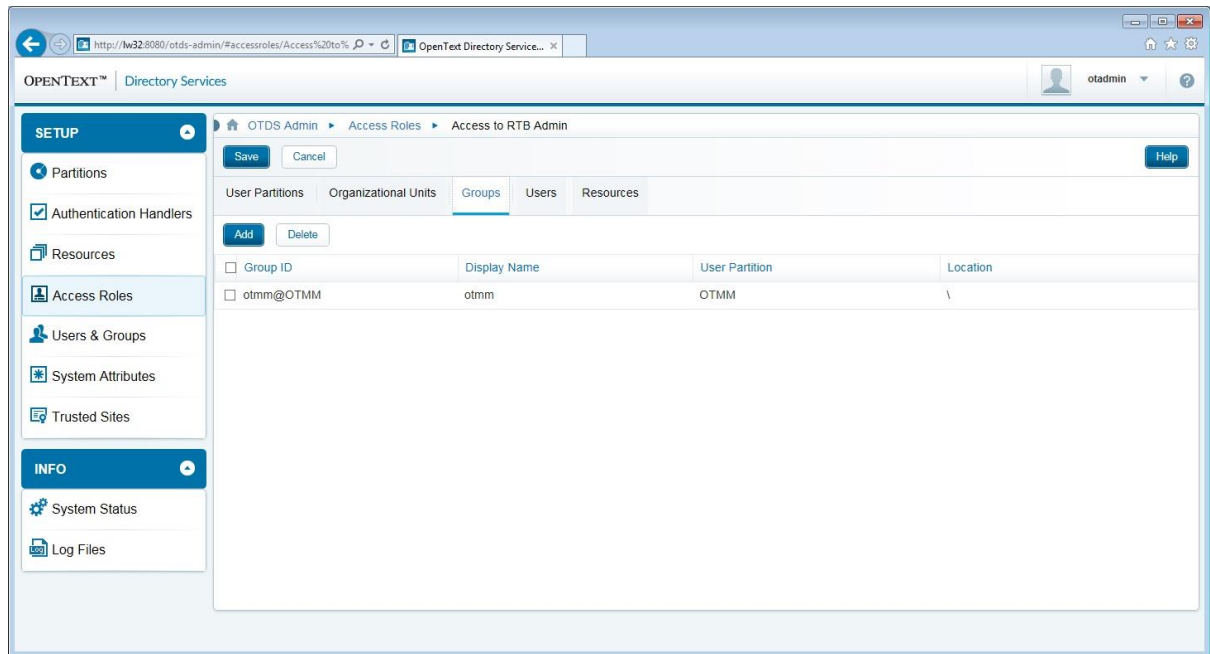 http://lw32:8080/otds-admin/#accessroles/Access%20to% OpenText Directory Service...
OPENTEXT™ Directory Services otadmin
SETUP
Partitions
Authentication Handlers
Resources
Access Roles
Users & Groups
System Attributes
Trusted Sites
INFO
System Status
Log
Log Files
OTDS Admin Access Roles Access to RTB Admin
Save Cancel Help
User Partitions Organizational Units Groups Users Resources
Add Delete
Group ID Display Name User Partition Location
otmm@OTMM otmm OTMM \